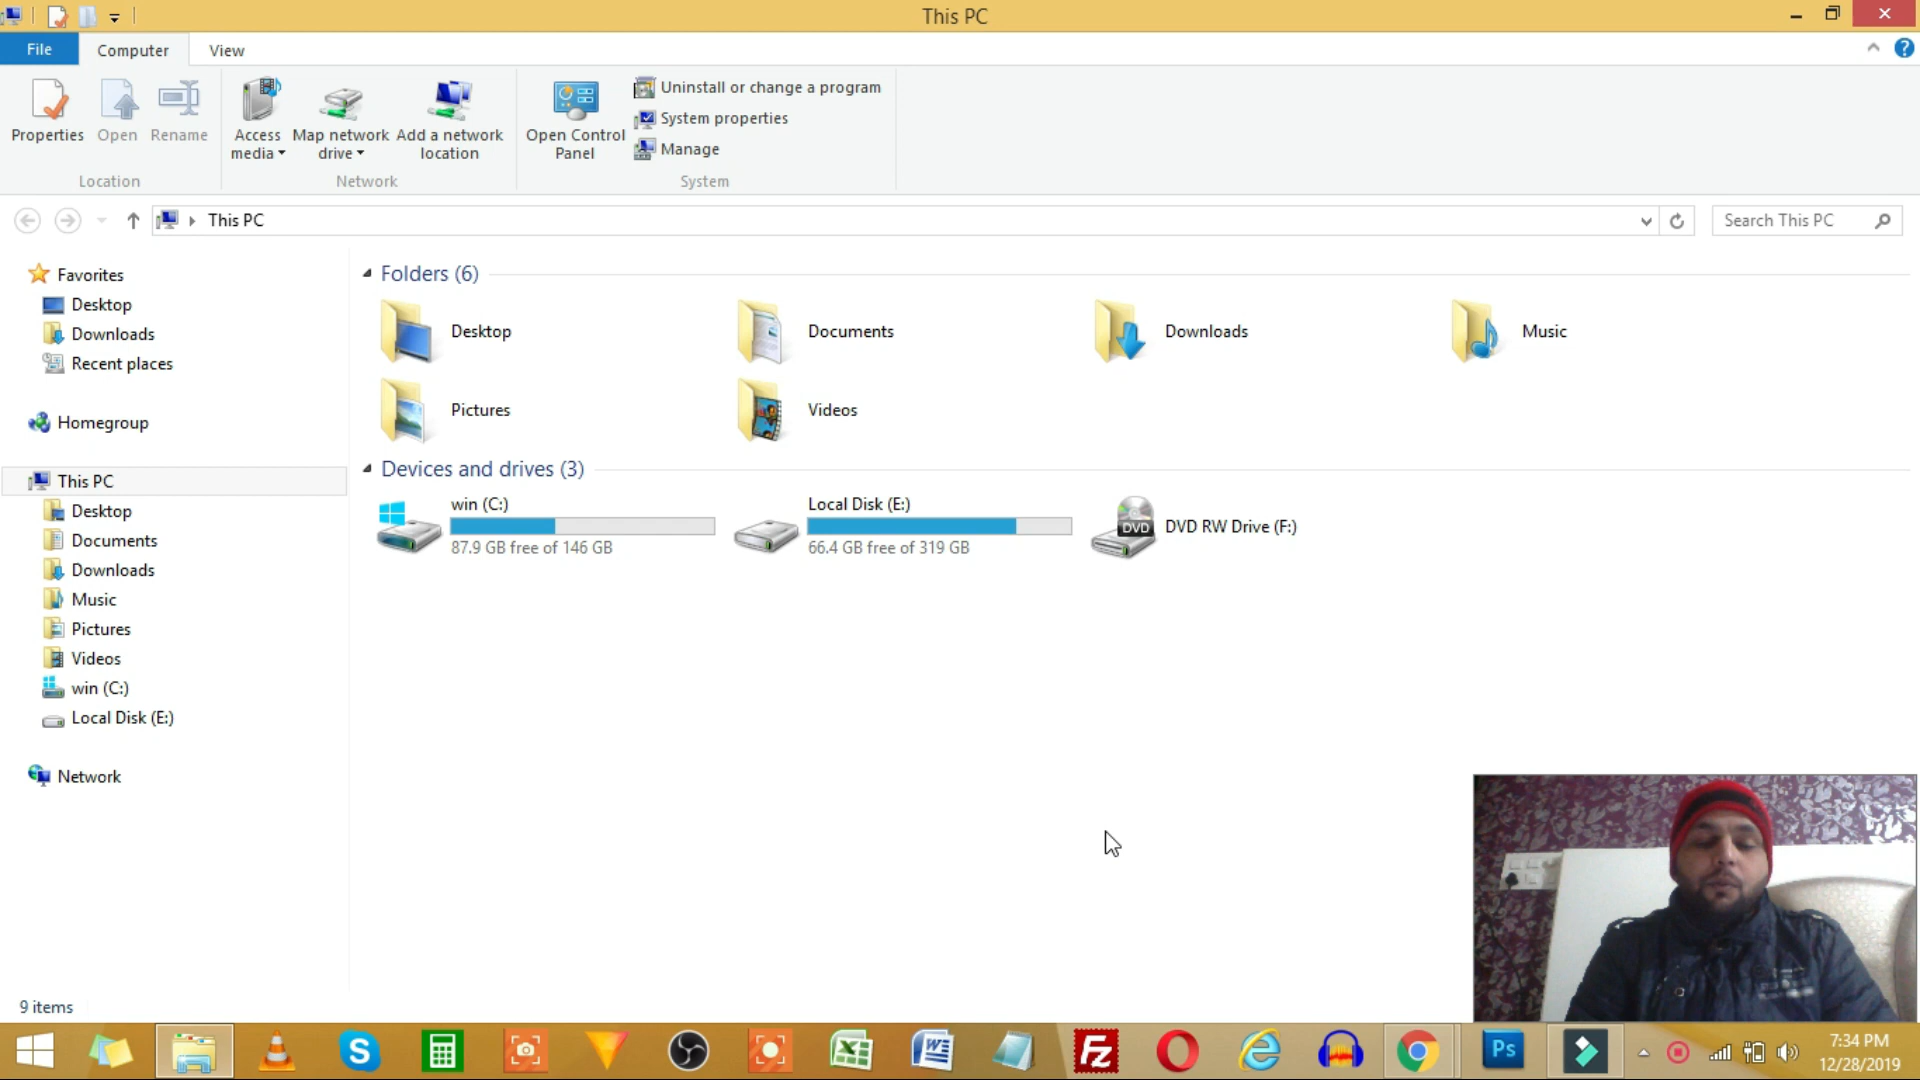 This PC
File
Computer
View
Properties
Open
Rename
Access media
Map network drive
Add a network location
Open Control Panel
Uninstall or change a program
System properties
Manage
Location
Network
System
This PC
Search This PC
Favorites
Desktop
Downloads
Recent places
Homegroup
This PC
Desktop
Documents
Downloads
Music
Pictures
Videos
win (C:)
Local Disk (E:)
Network
Folders (6)
Desktop
Documents
Downloads
Music
Pictures
Videos
Devices and drives (3)
win (C:)
87.9 GB free of 146 GB
Local Disk (E:)
66.4 GB free of 319 GB
DVD
DVD RW Drive (F:)
9 items
Ps
7:34 PM
12/28/2019